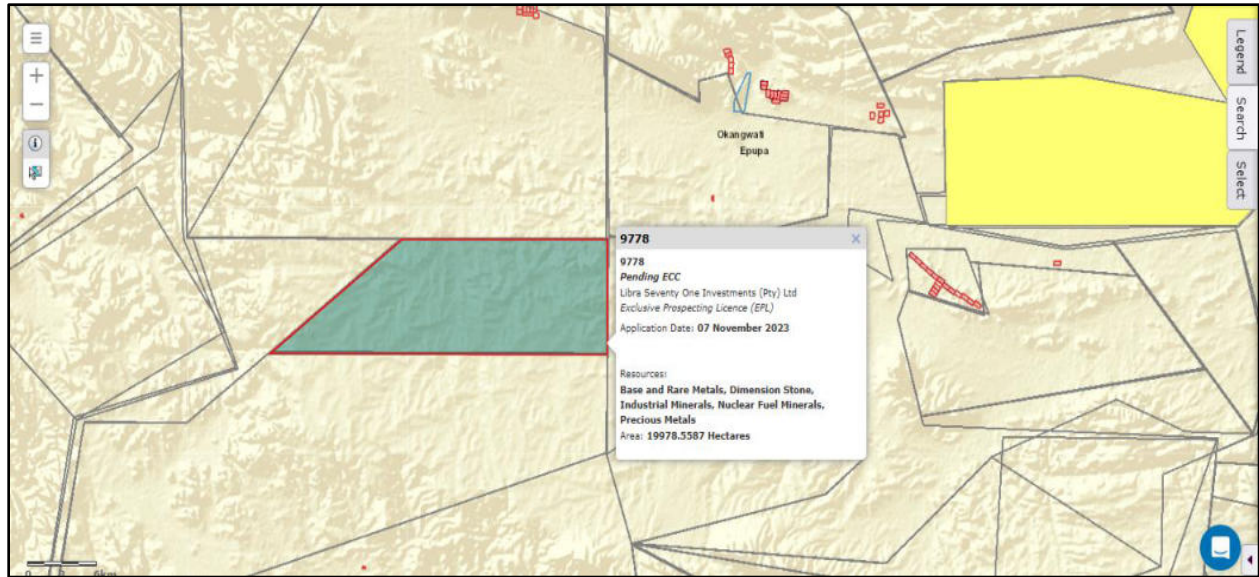 Legend
Search
Select
Okangwati
Epupa
9778
9778
Pending ECC
Libra Seventy One Investments (Pty) Ltd
Exclusive Prospecting Licence (EPL)
Application Date: 07 November 2023
Resources:
Base and Rare Metals, Dimension Stone,
Industrial Minerals, Nuclear Fuel Minerals,
Precious Metals
Area: 19978.5587 Hectares
6km